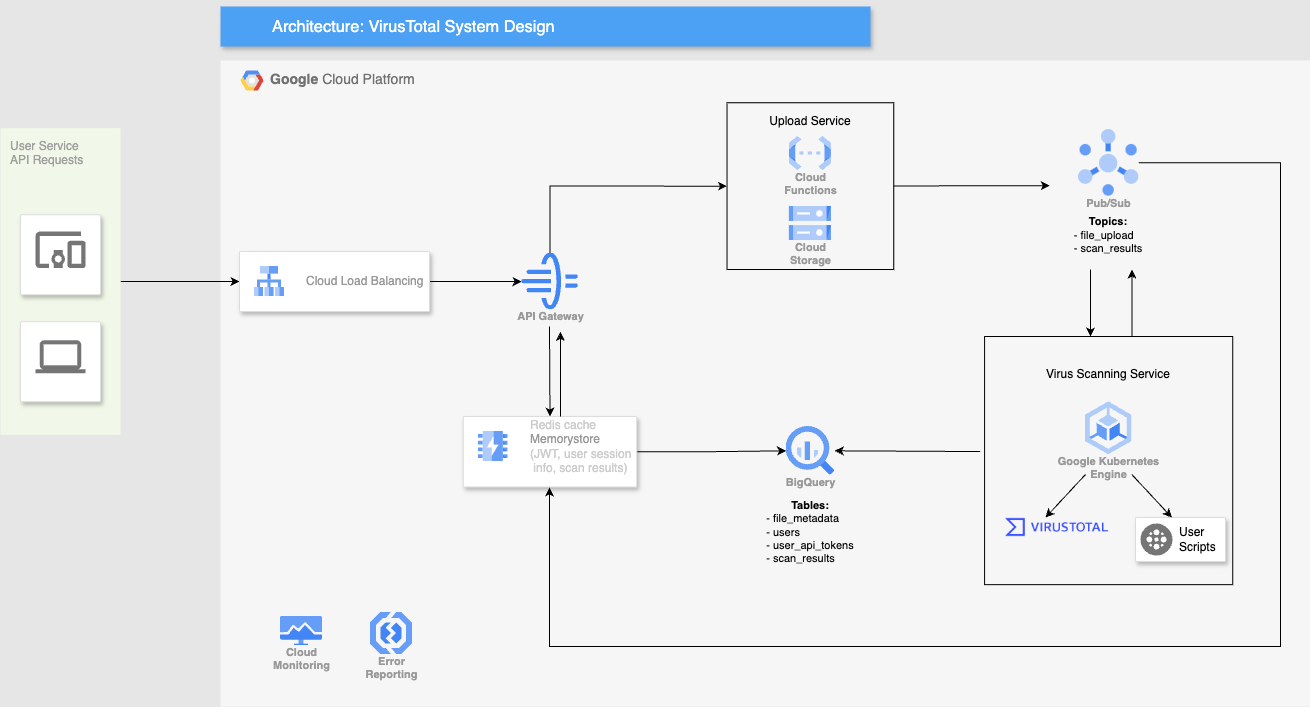 Architecture: VirusTotal System Design
Google Cloud Platform
User Service
API Requests
Cloud Load Balancing
API Gateway
Upload Service
Cloud
Functions
Cloud
Storage
Pub/Sub
Topics:
- file_upload
- scan_results
Redis cache
Memorystore
(JWT, user session
info, scan results)
BigQuery
Tables:
- file_metadata
- users
- user_api_tokens
- scan_results
Virus Scanning Service
Google Kubernetes
Engine
VIRUSTOTAL
User
Scripts
Cloud
Monitoring
Error
Reporting